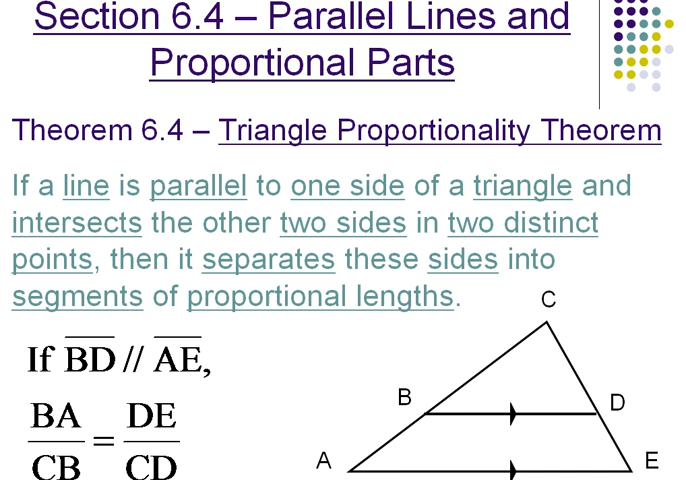 Section 6.4 – Parallel Lines and
Proportional Parts
Theorem 6.4 – Triangle Proportionality Theorem
If a line is parallel to one side of a triangle and
intersects the other two sides in two distinct
points, then it separates these sides into
segments of proportional lengths.
C
If BD // AE,
B
D
BA = DE
CB CD
A
E